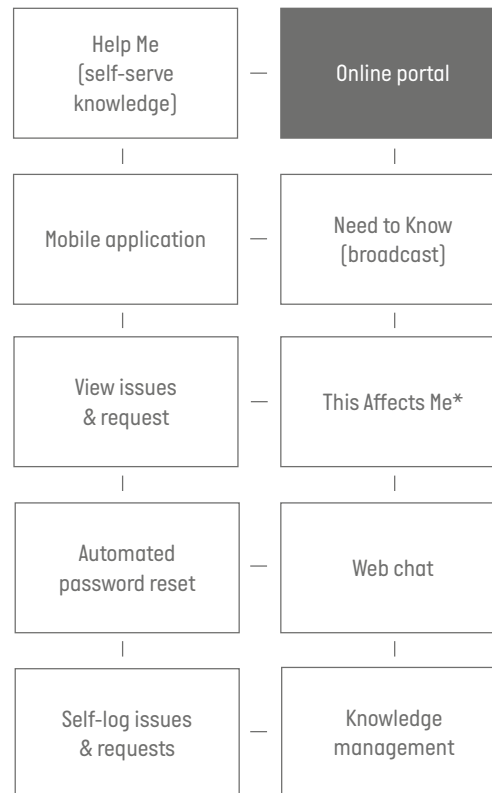 Help Me
(self-serve
knowledge)
Online portal
Mobile application
Need to Know
(broadcast)
View issues
& request
This Affects Me*
Automated
password reset
Web chat
Self-log issues
& requests
Knowledge
management